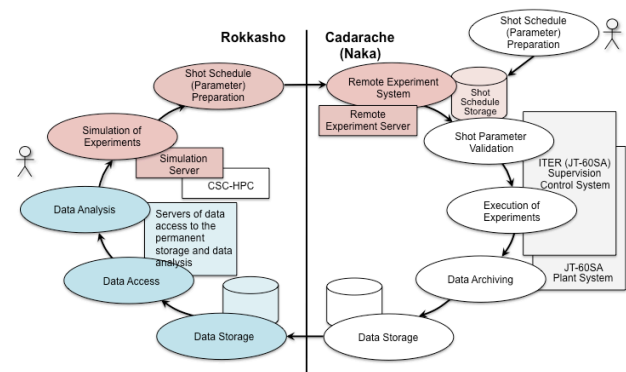 Rokkasho
Cadarache
(Naka)
Shot Schedule
(Parameter)
Preparation
Shot Schedule
(Parameter)
Preparation
Remote Experiment
System
Shot
Schedule
Storage
Remote
Experiment Server
Simulation of
Experiments
Simulation
Server
CSC-HPC
Shot Parameter
Validation
ITER (JT-60SA)
Supervision
Control System
Data Analysis
Servers of data
access to the
permanent
storage and data
analysis
Execution of
Experiments
Data Access
Data Archiving
JT-60SA
Plant System
Data Storage
Data Storage